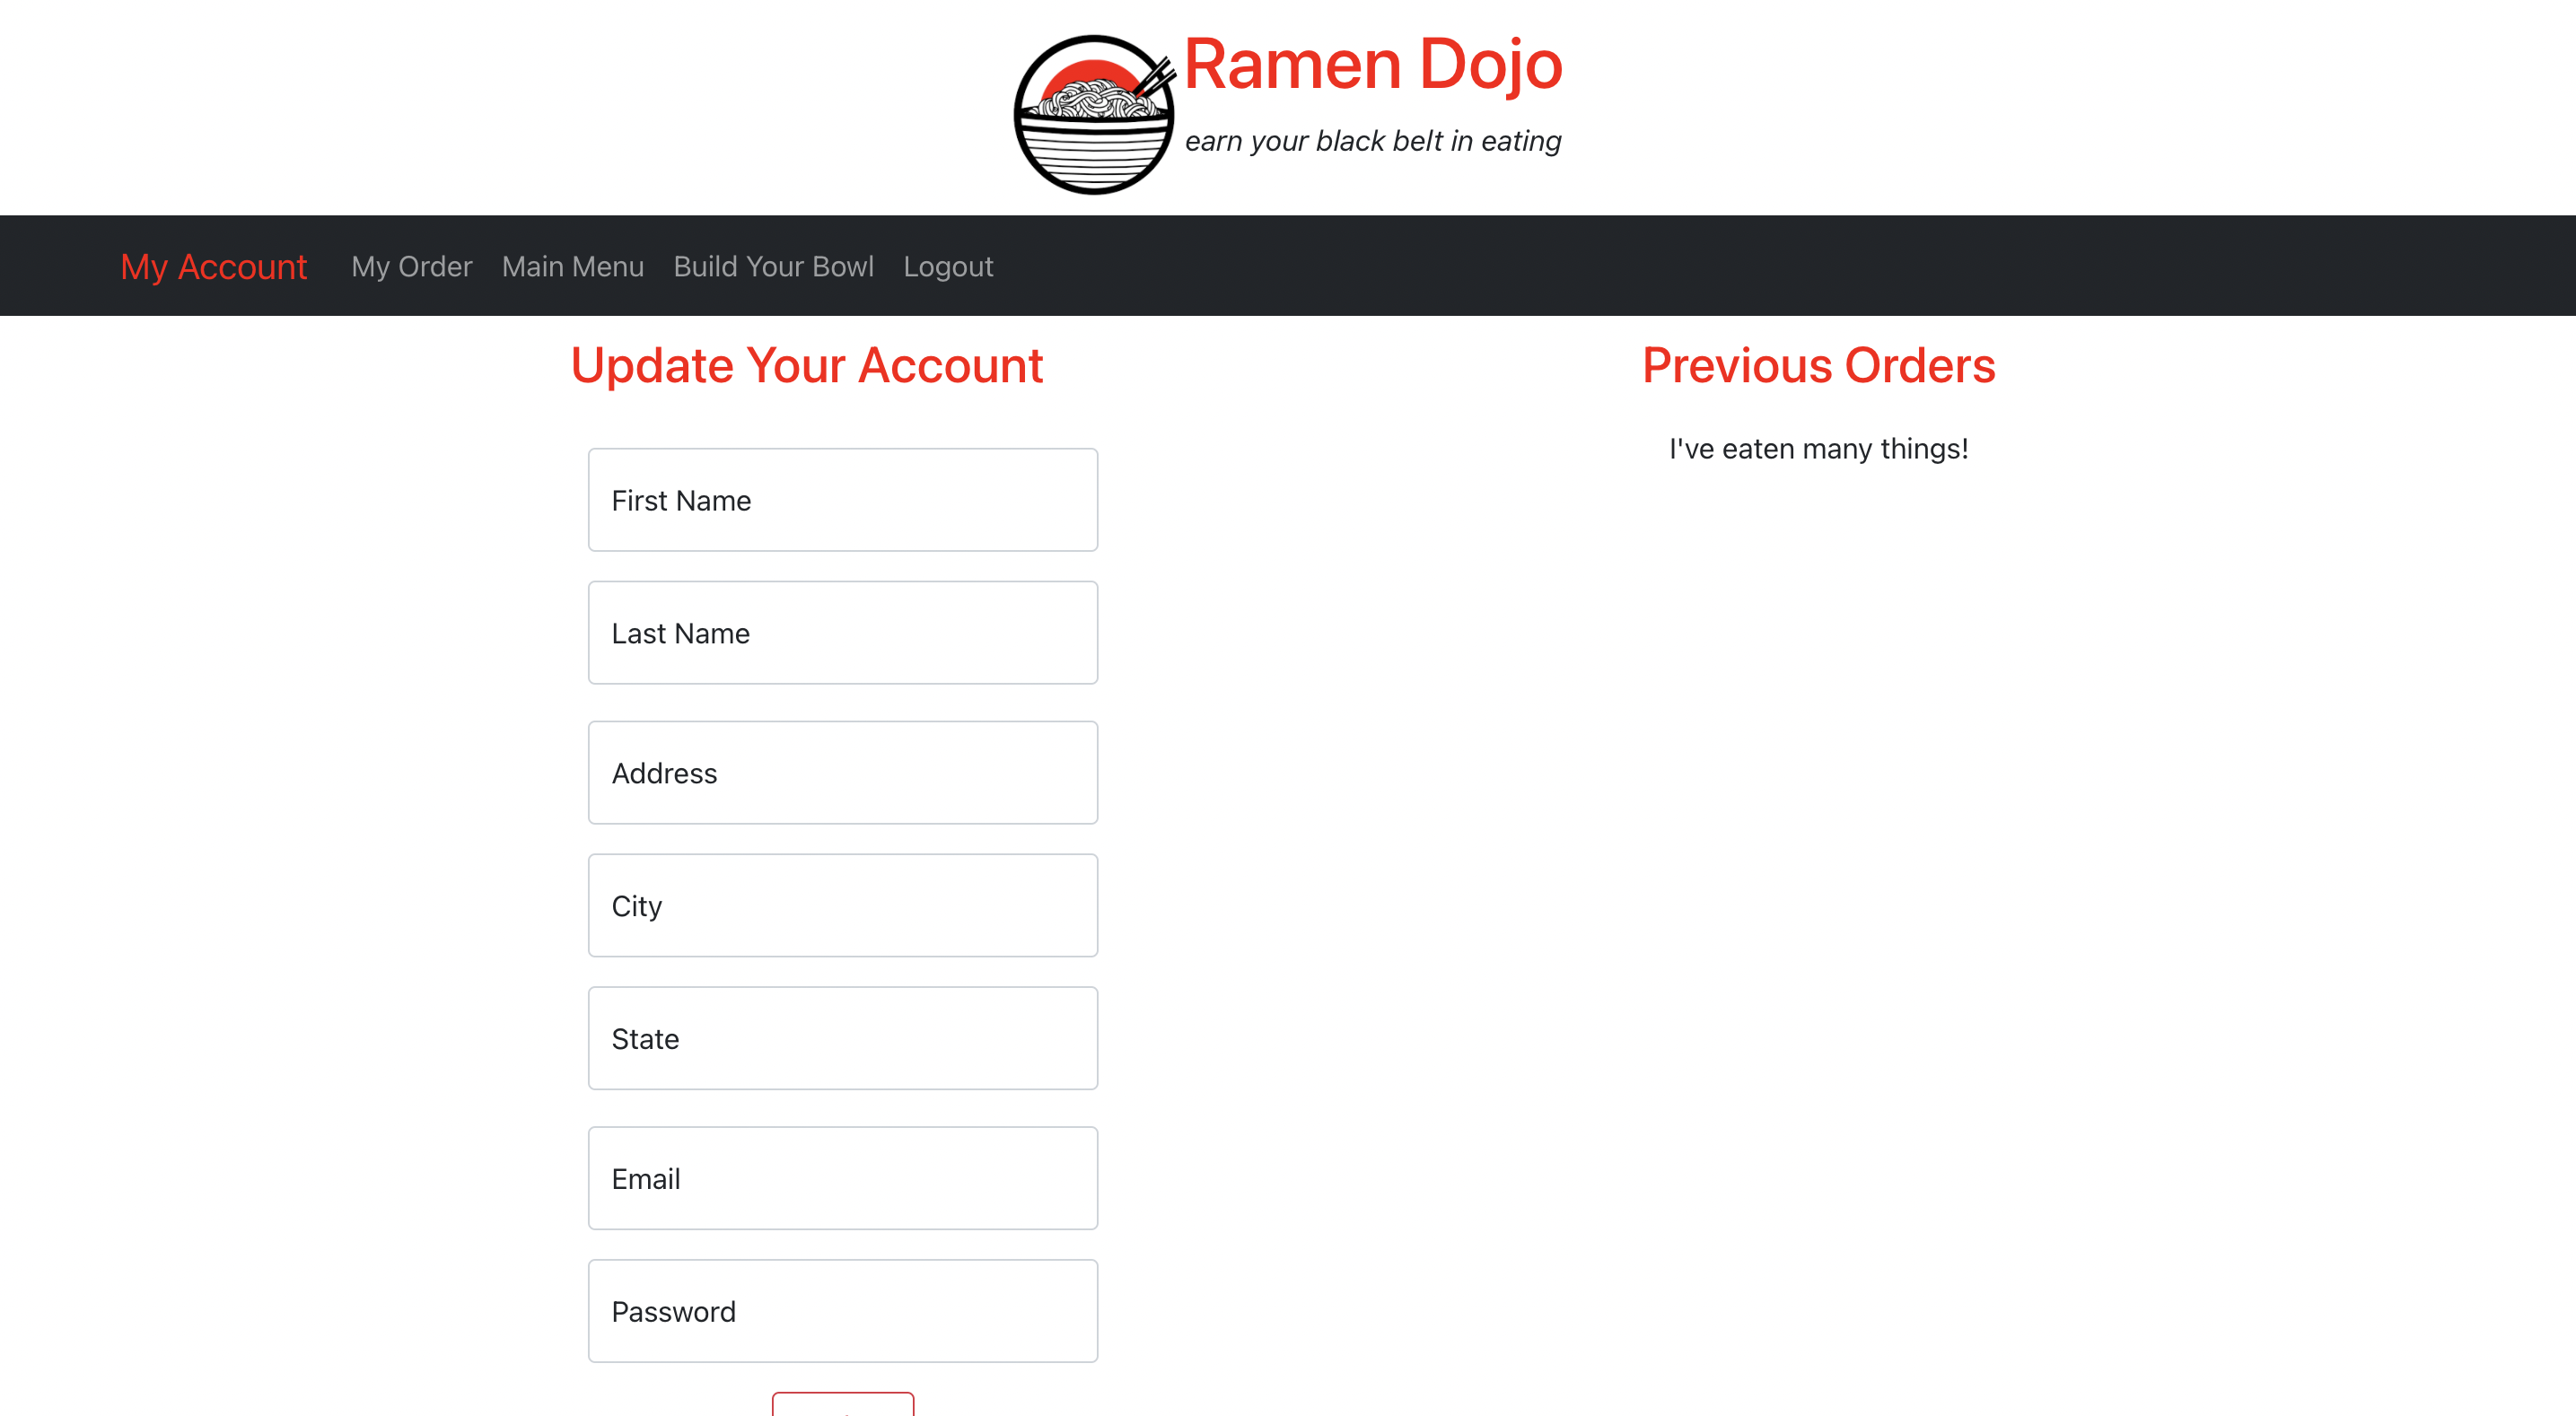 Ramen Dojo
earn your black belt in eating
My Account My Order Main Menu Build Your Bowl Logout
Update Your Account
First Name
Last Name
Address
City
State
Email
Password
Previous Orders
I've eaten many things!